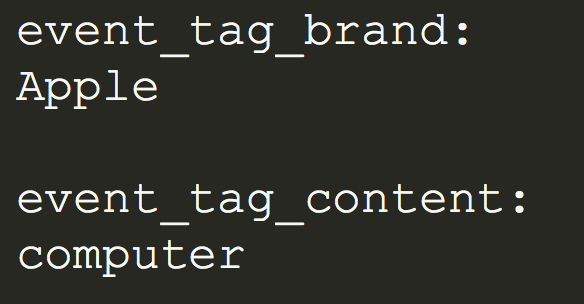 event_tag_brand:
Apple
event_tag_content:
computer